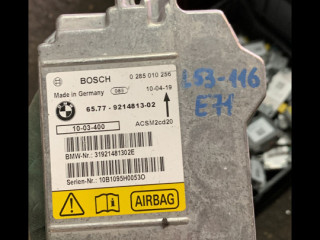 BOSCH
0 285 010 256
Made in Germany
10-04-19
65.77 - 9214813-02
10-03-400
ACSM2cd20
BMW-Nr.: 31921481302E
Serien-Nr.: 10B1095H0053D
AIRBAG
L53-116
E71